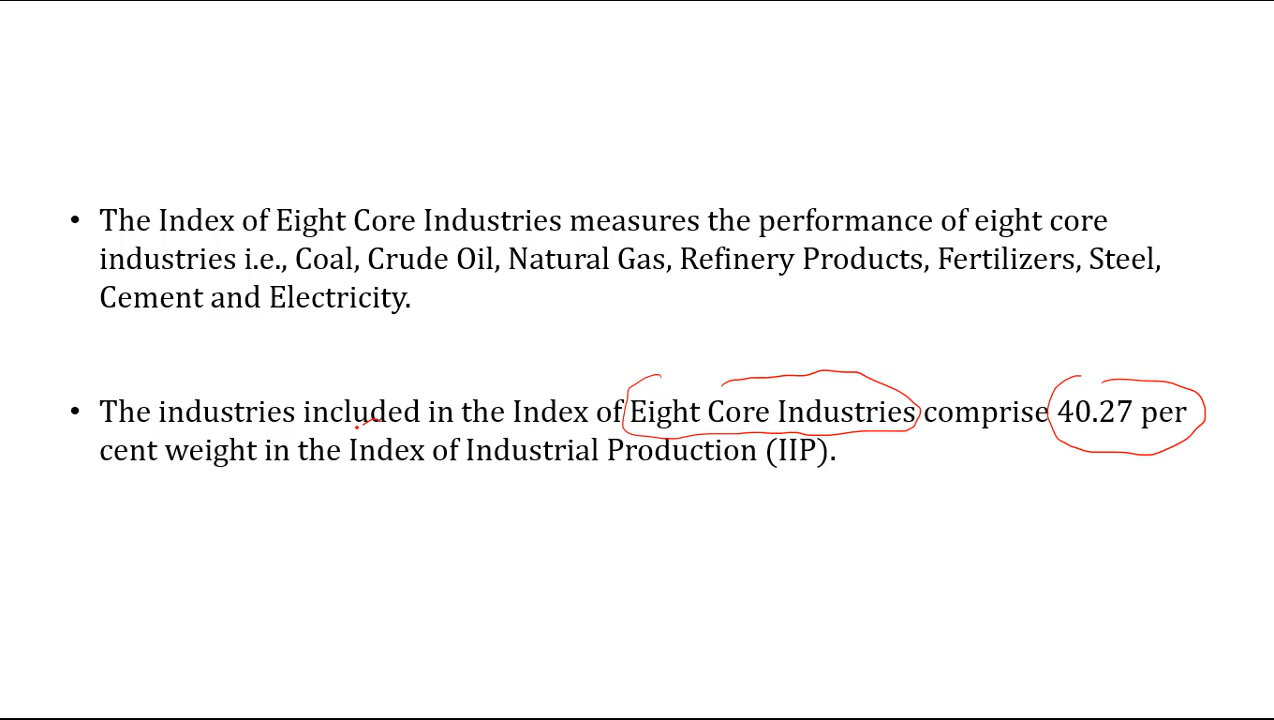 • The Index of Eight Core Industries measures the performance of eight core
industries i.e., Coal, Crude Oil, Natural Gas, Refinery Products, Fertilizers, Steel,
Cement and Electricity.
• The industries included in the Index of Eight Core Industries comprise 40.27 per
cent weight in the Index of Industrial Production (IIP).